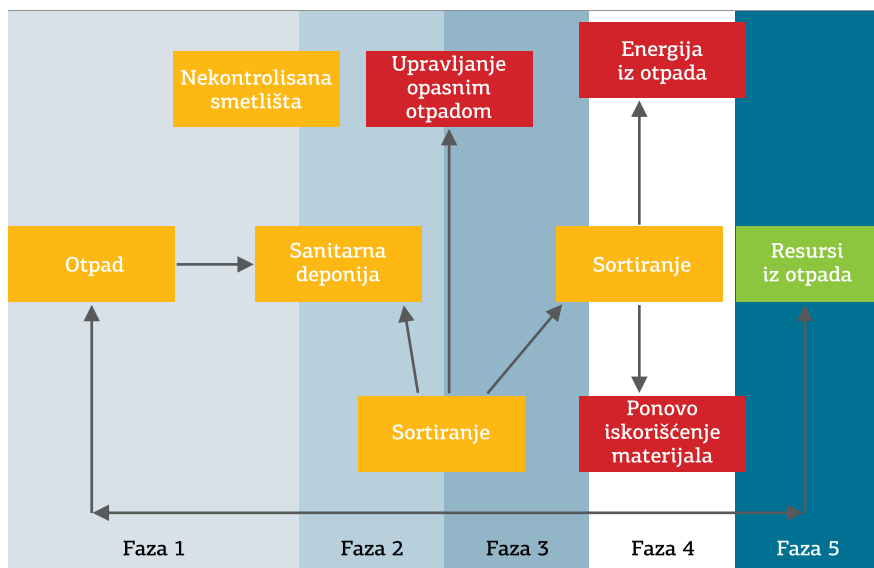 Nekontrolisana
smetlišta
Upravljanje
opasnim
otpadom
Energija
iz otpada
Otpad
Sanitarna
deponija
Sortiranje
Resursi
iz otpada
Sortiranje
Ponovo
iskorišćenje
materijala
Faza 1
Faza 2
Faza 3
Faza 4
Faza 5